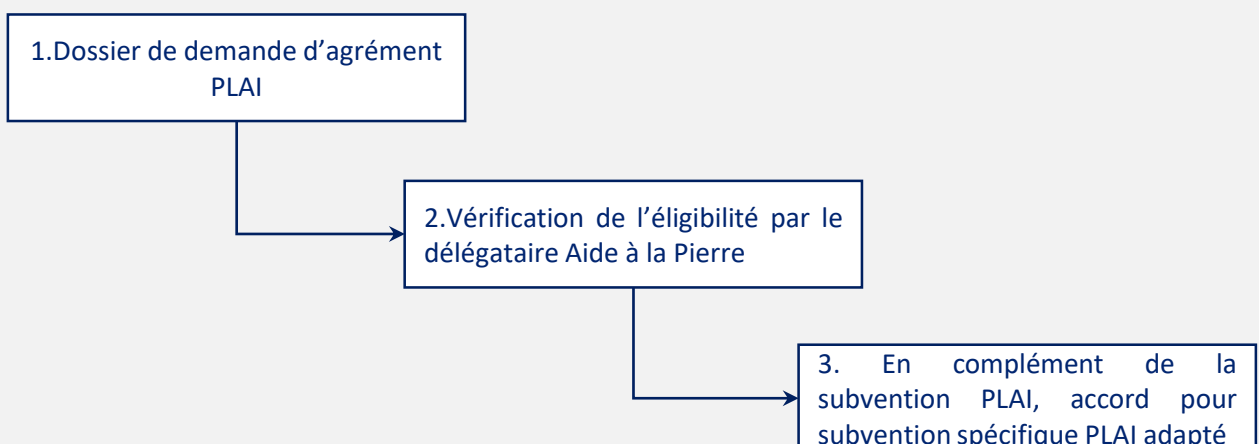 1.Dossier de demande d’agrément
PLAI
2.Vérification de l’éligibilité par le
délégataire Aide à la Pierre
3. En complément de la
subvention PLAI, accord pour
subvention spécifique PLAI adapté